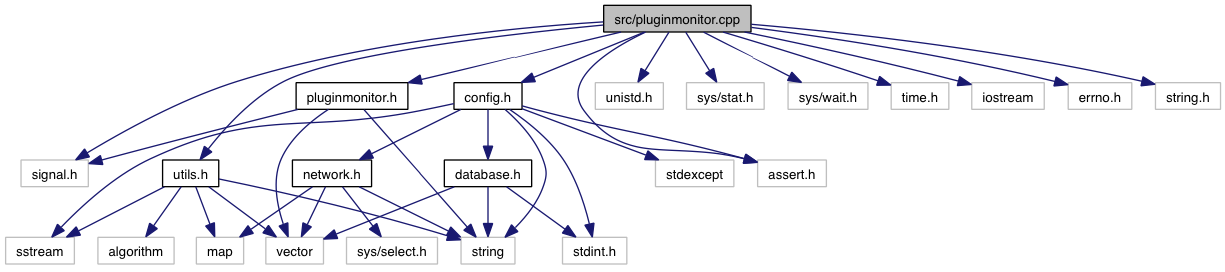 src/pluginmonitor.cpp
pluginmonitor.h
config.h
unistd.h
sys/stat.h
sys/wait.h
time.h
iostream
errno.h
string.h
signal.h
utils.h
network.h
database.h
stdexcept
assert.h
sstream
algorithm
map
vector
sys/select.h
string
stdint.h